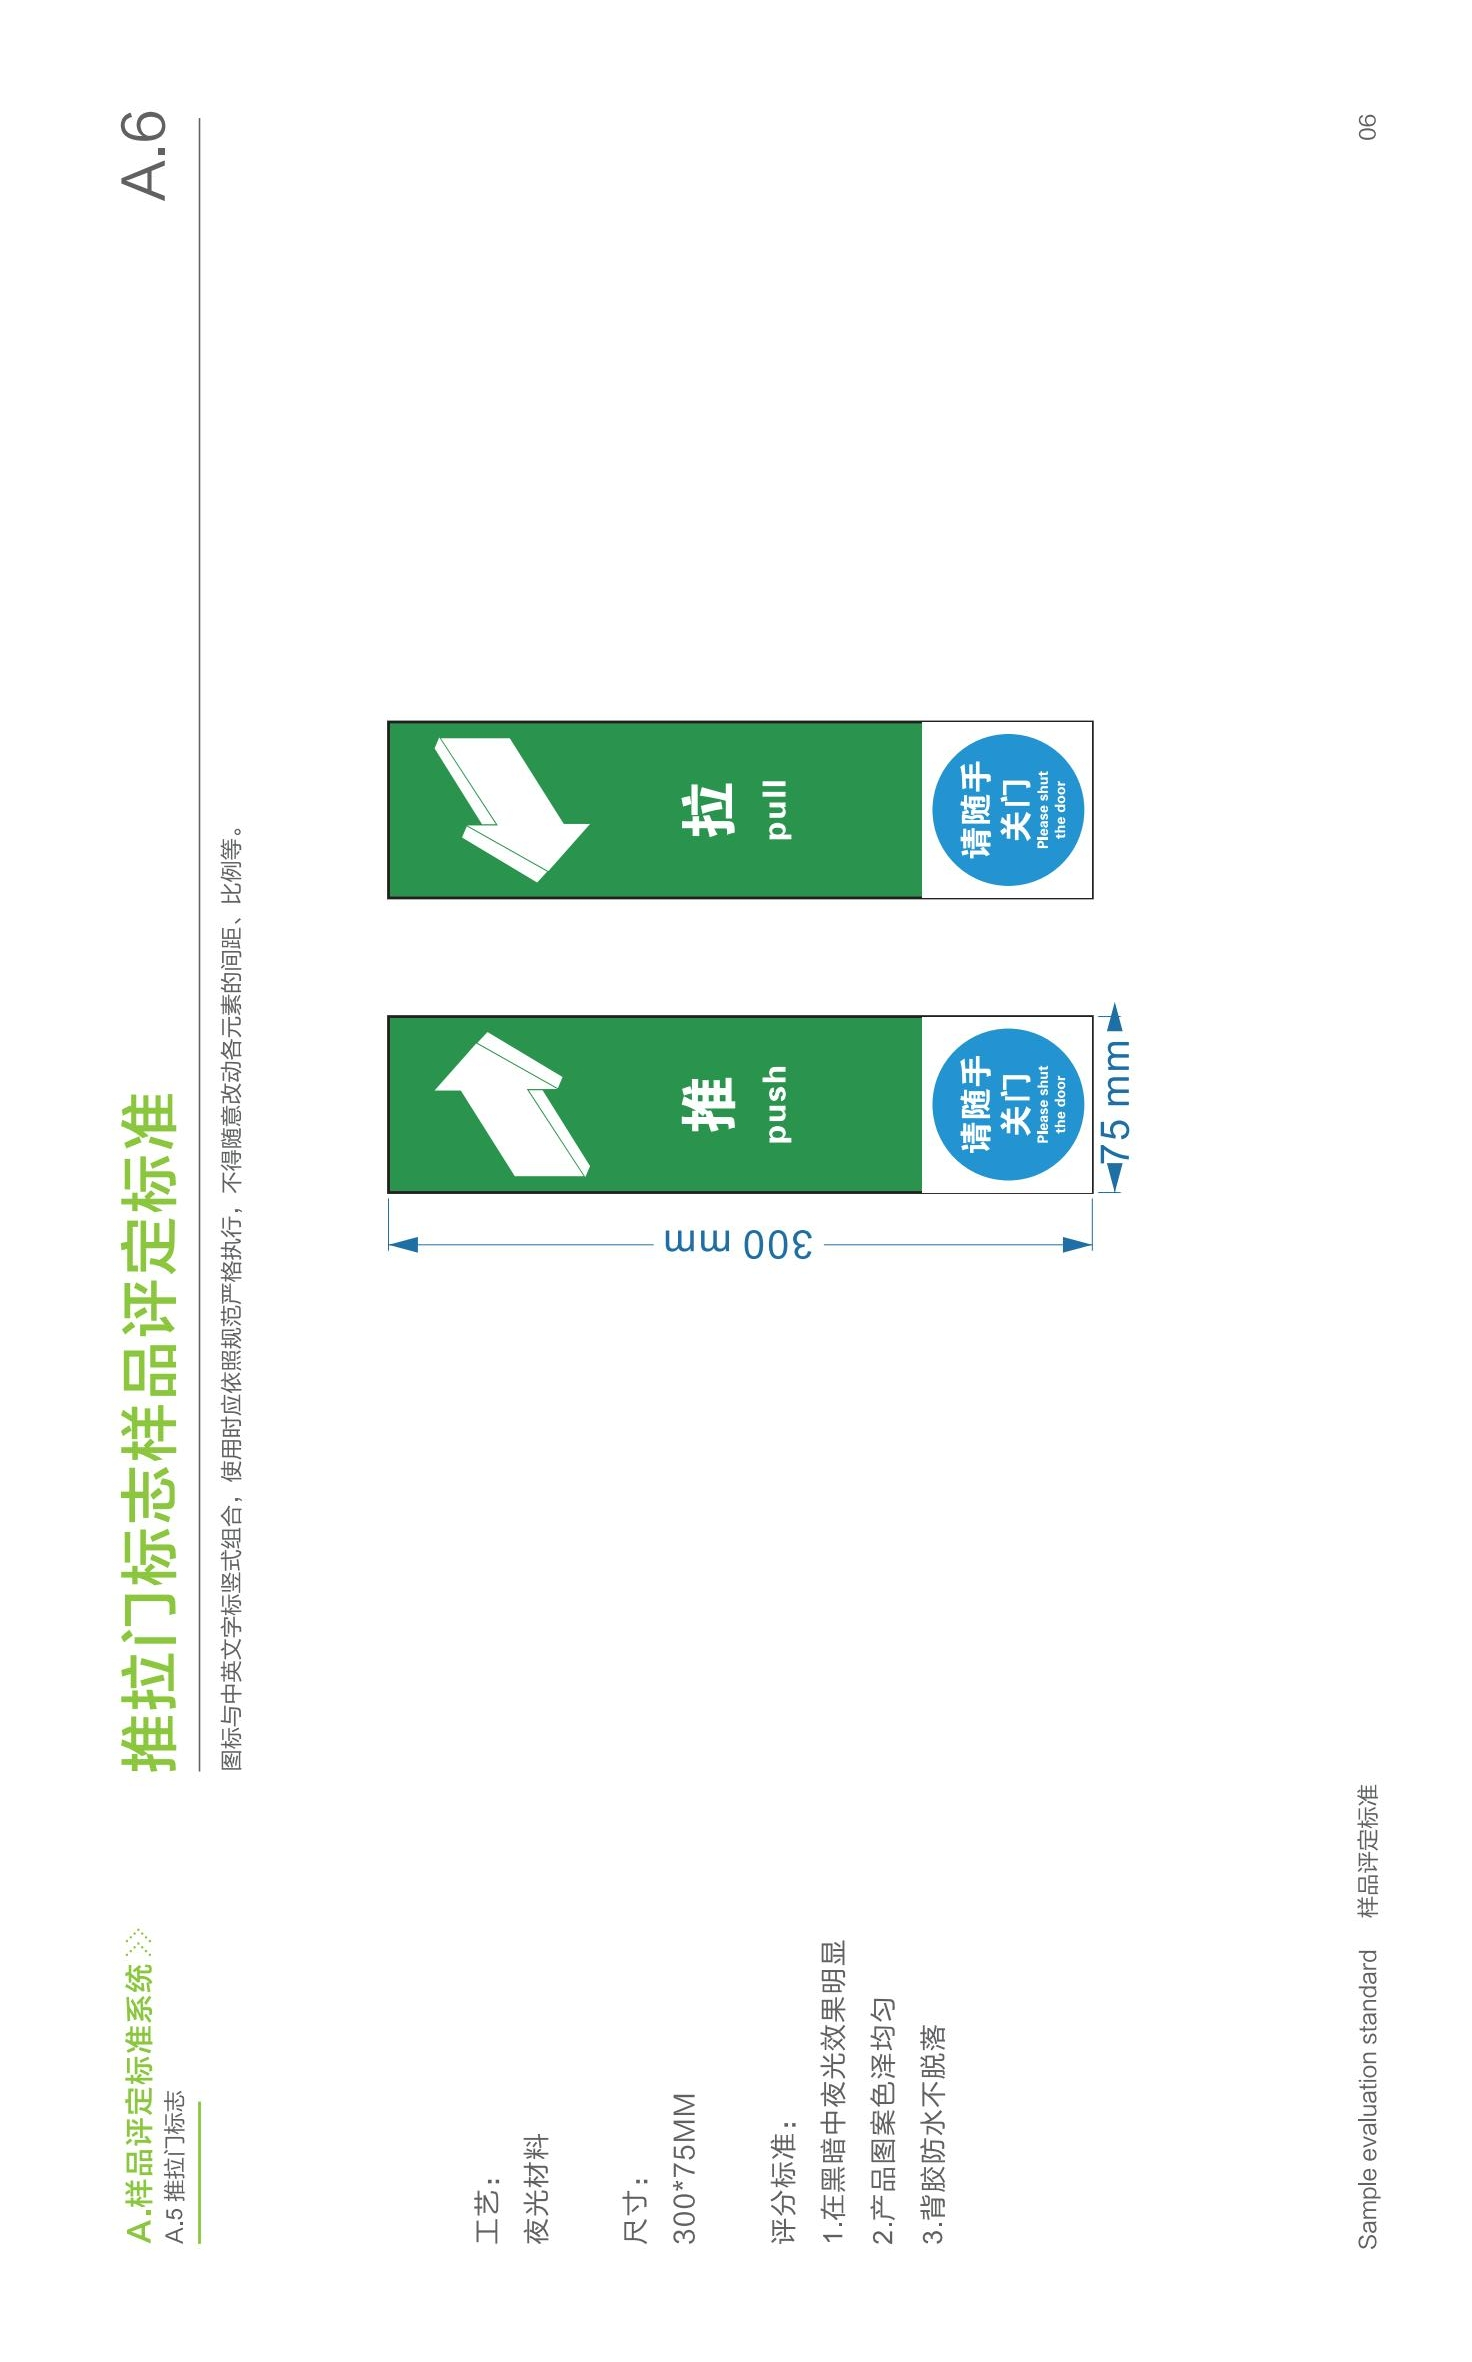 A.样品评定标准系统
A.5 推拉门标志
推拉门标志样品评定标准
A.6
图标与中英文字标竖式组合，使用时应依照规范严格执行，不得随意改动各元素的间距、比例等。
工艺：
夜光材料
尺寸：
300*75MM
评分标准：
1.在黑暗中夜光效果明显
2.产品图案色泽均匀
3.背胶防水不脱落
300 mm
推
push
请随手
关门
Please shut
the door
75 mm
拉
pull
请随手
关门
Please shut
the door
Sample evaluation standard 样品评定标准
06